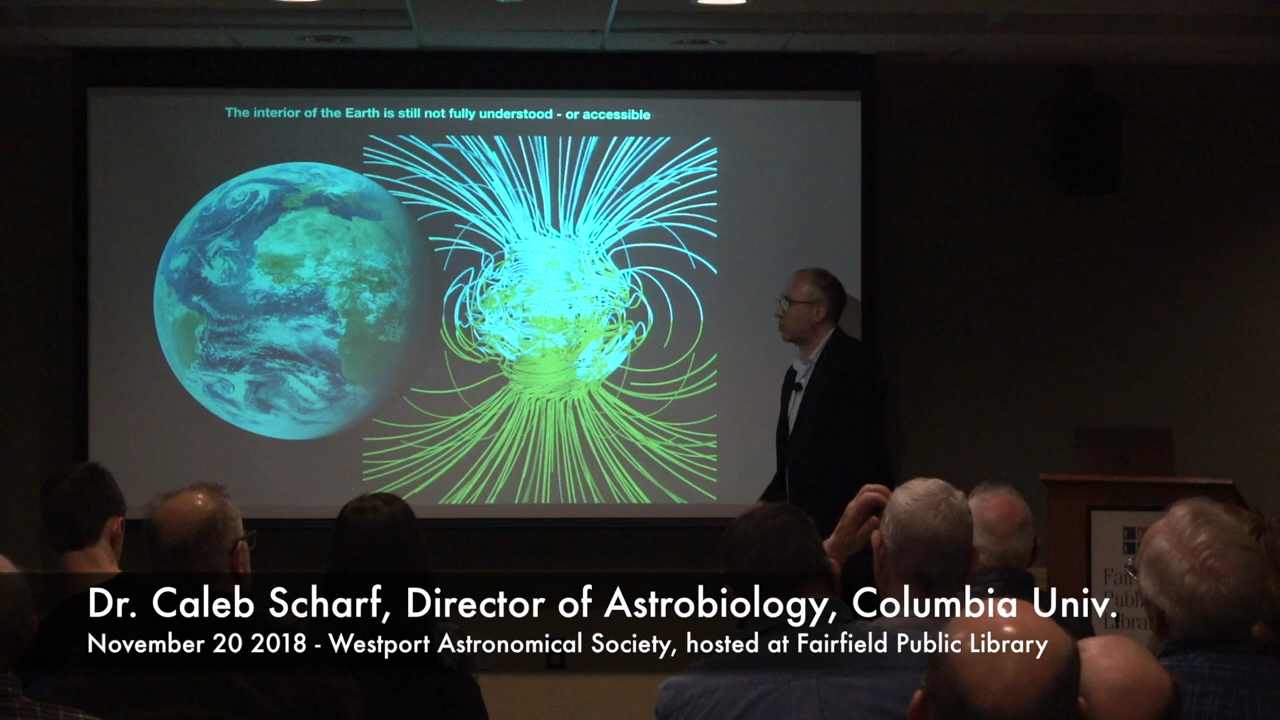 The interior of the Earth is still not fully understood - or accessible
Dr. Caleb Scharf, Director of Astrobiology, Columbia Univ.
November 20 2018 - Westport Astronomical Society, hosted at Fairfield Public Library